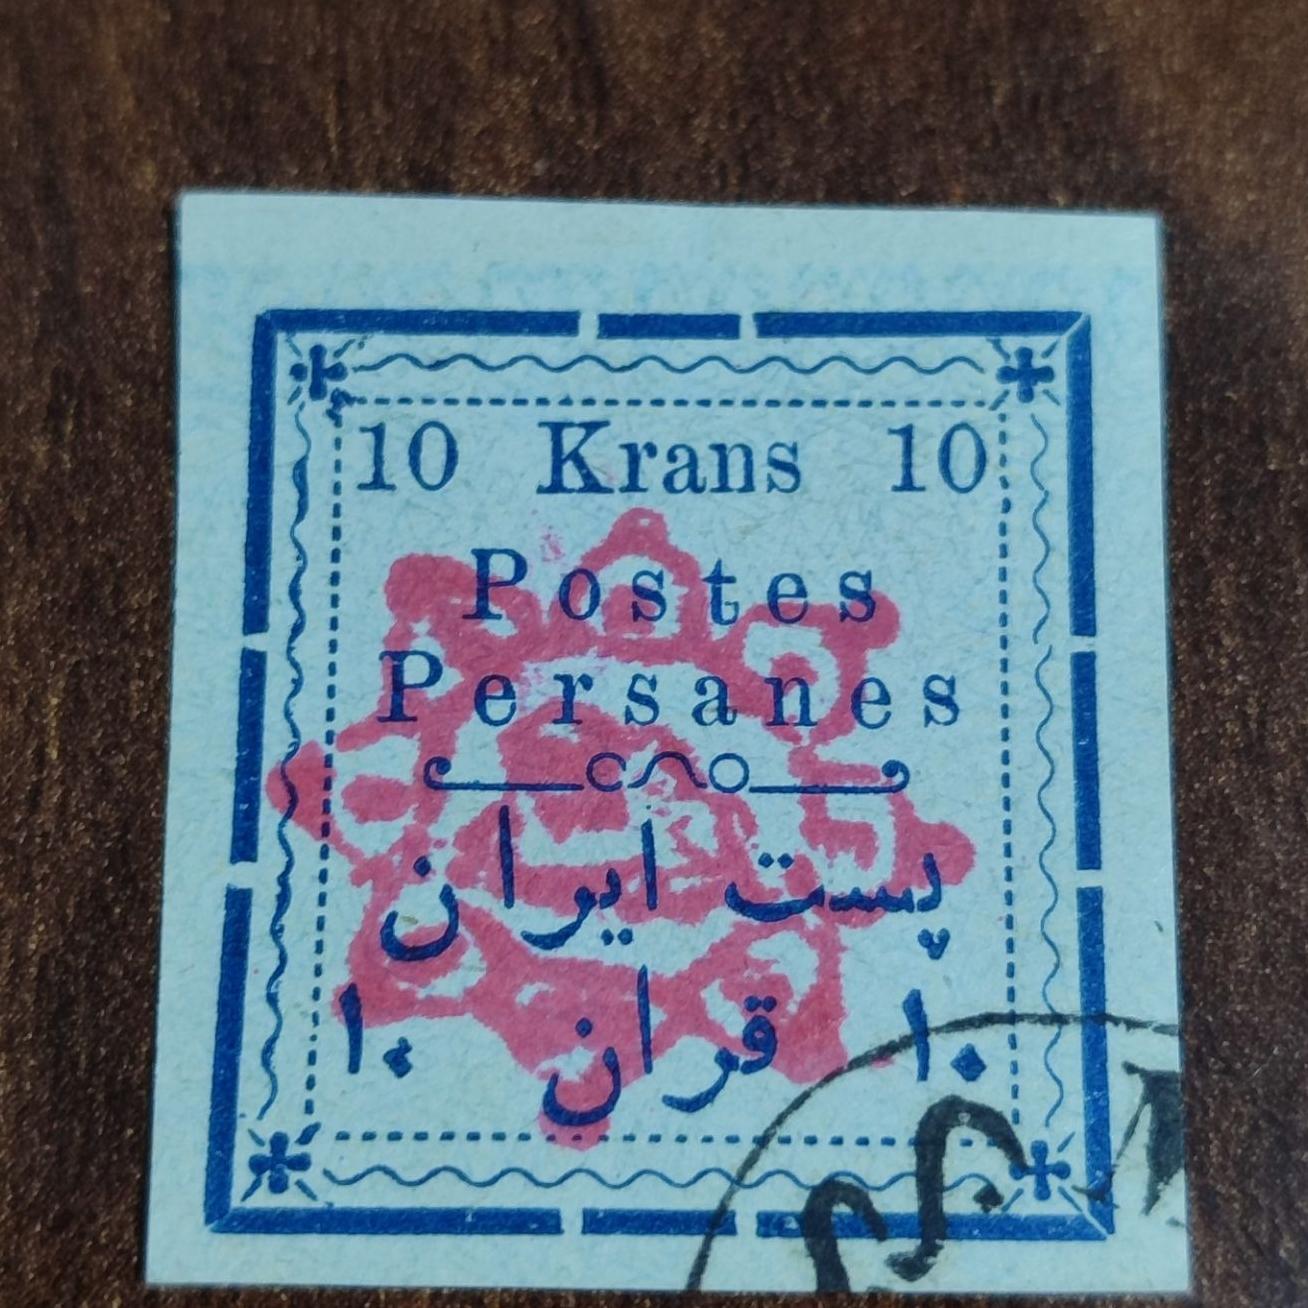 10 Krans 10
Postes
Persanes
پست ایران
۱۰ قران ۱۰